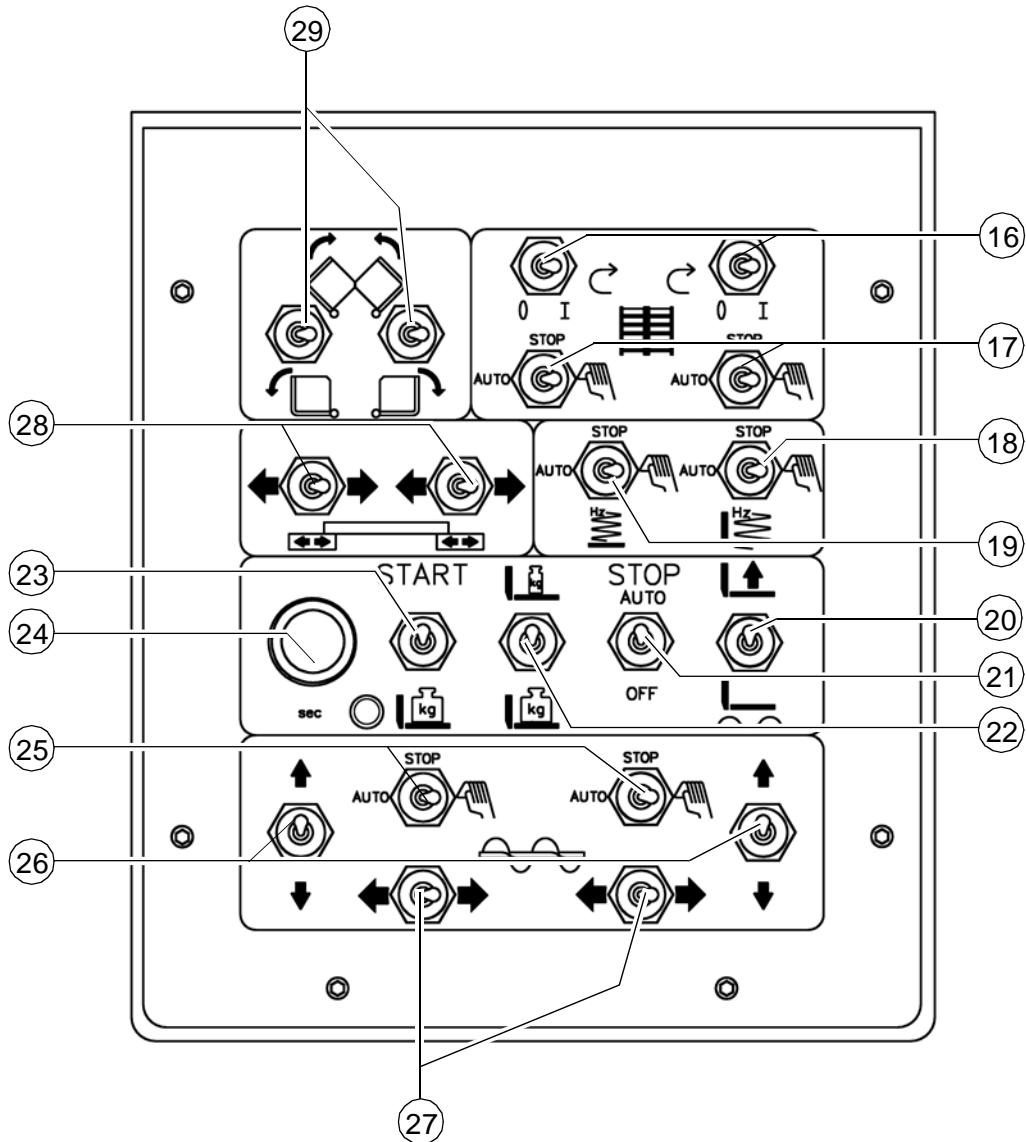 29
16
0 I
0 I
STOP
STOP
17
AUTO
AUTO
28
STOP
STOP
18
AUTO
AUTO
Hz
Hz
19
23
START
kg
STOP
AUTO
20
24
21
OFF
sec
kg
kg
22
25
STOP
STOP
AUTO
AUTO
26
27